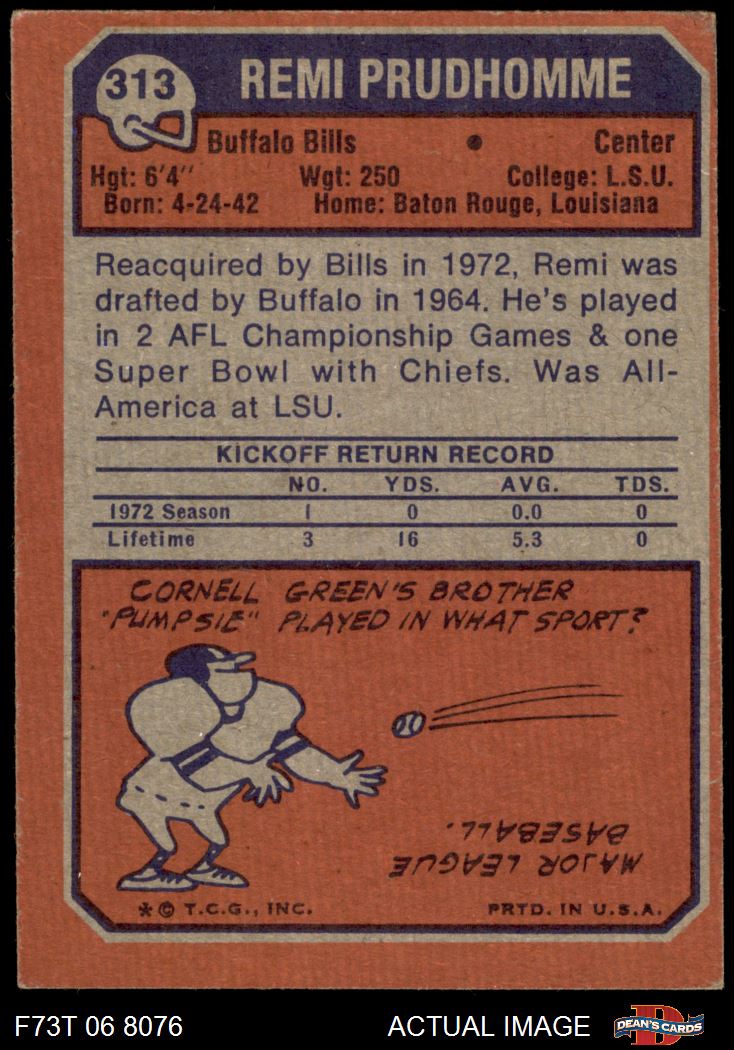 313
REMI PRUDHOMME
Buffalo Bills • Center
Hgt: 6'4" Wgt: 250 College: L.S.U.
Born: 4-24-42 Home: Baton Rouge, Louisiana
Reacquired by Bills in 1972, Remi was
drafted by Buffalo in 1964. He's played
in 2 AFL Championship Games & one
Super Bowl with Chiefs. Was All-
America at LSU.
KICKOFF RETURN RECORD
NO. YDS. AVG. TDS.
1972 Season 1 0 0.0 0
Lifetime 3 16 5.3 0
CORNELL GREEN'S BROTHER
"PUMPSIE" PLAYED IN WHAT SPORT?
MAJOR LEAGUE
BASEBALL.
*© T.C.G., INC. PRTD. IN U.S.A.
F73T 06 8076 ACTUAL IMAGE
D
DEAN'S CARDS